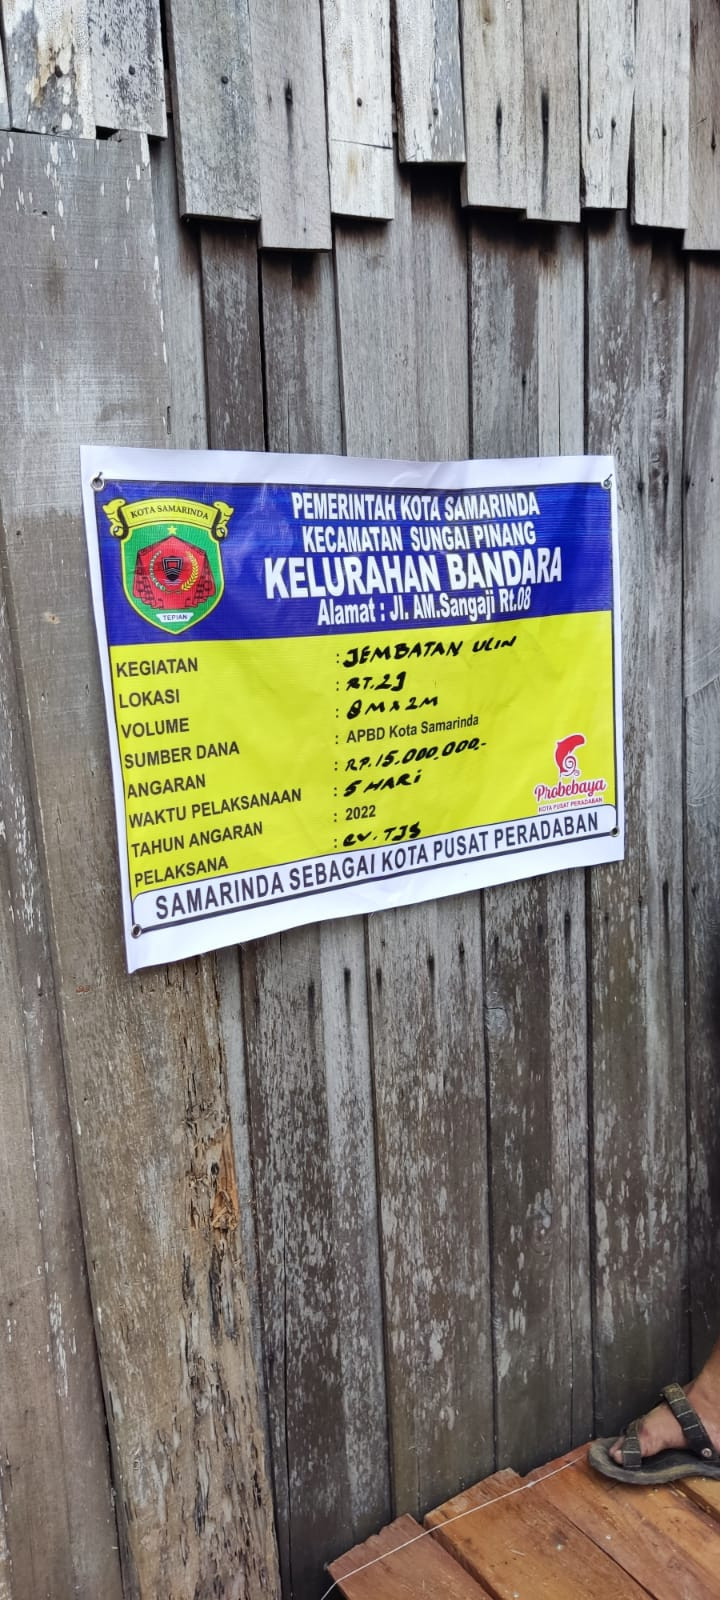 KOTA SAMARINDA
TEPIAN
PEMERINTAH KOTA SAMARINDA
KECAMATAN SUNGAI PINANG
KELURAHAN BANDARA
Alamat : Jl. AM.Sangaji Rt.08
KEGIATAN : JEMBATAN ULIN
LOKASI : RT.29
VOLUME : 8 M x 2 M
SUMBER DANA : APBD Kota Samarinda
ANGARAN : RP.15.000.000.-
WAKTU PELAKSANAAN : 5 HARi
TAHUN ANGARAN : 2022
PELAKSANA : CV. TJS
Probebaya
KOTA PUSAT PERADABAN
SAMARINDA SEBAGAI KOTA PUSAT PERADABAN